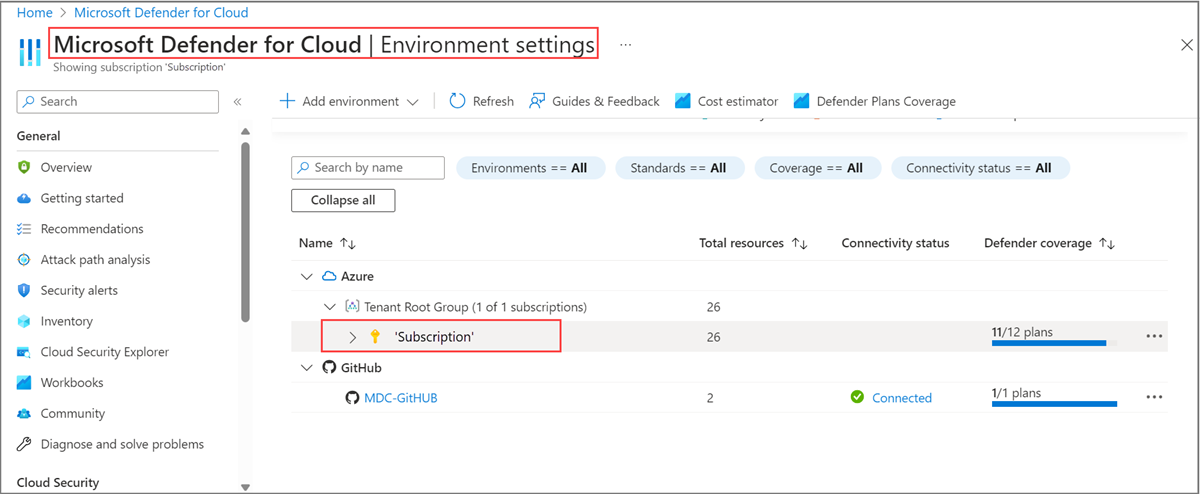 Home > Microsoft Defender for Cloud
Microsoft Defender for Cloud | Environment settings ...
Showing subscription 'Subscription'
Search «
General
Overview
Getting started
Recommendations
Attack path analysis
Security alerts
Inventory
Cloud Security Explorer
Workbooks
Community
Diagnose and solve problems
Cloud Security
Add environment Refresh Guides & Feedback Cost estimator Defender Plans Coverage
Search by name Environments == All Standards == All Coverage == All Connectivity status == All
Collapse all
Name ↑↓ Total resources ↑↓ Connectivity status Defender coverage ↑↓
Azure
Tenant Root Group (1 of 1 subscriptions) 26
'Subscription' 26 11/12 plans ...
GitHub
MDC-GitHUB 2 Connected 1/1 plans ...